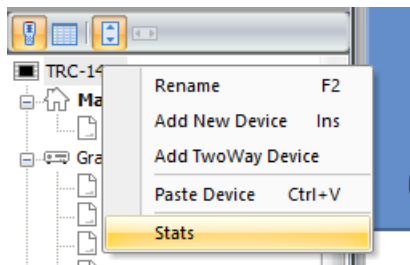 TRC-14
Ma
Gra
Rename F2
Add New Device Ins
Add TwoWay Device
Paste Device Ctrl+V
Stats